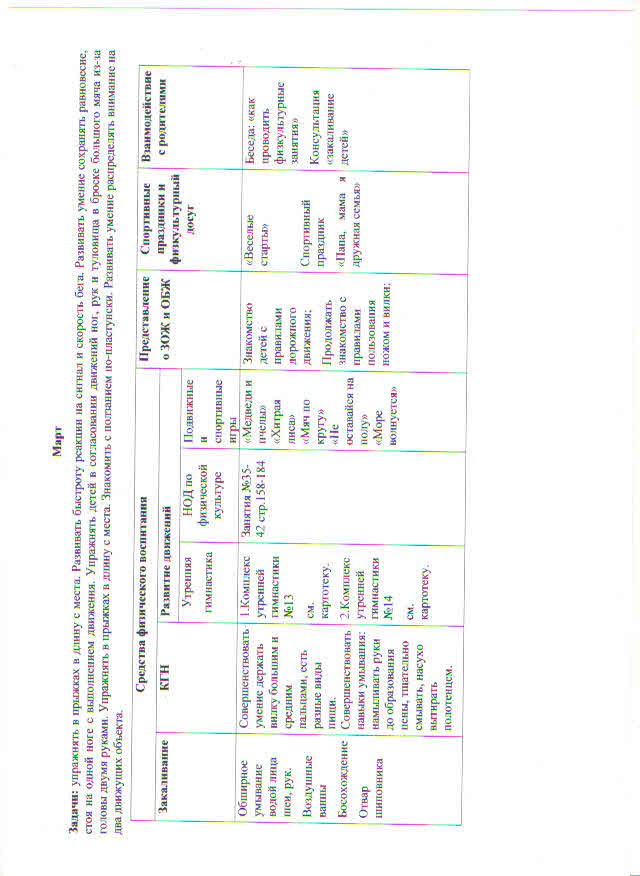 Март
Задачи: упражнять в прыжках в длину с места. Развивать быстроту реакции на сигнал и скорость бега. Развивать умение сохранять равновесие,
стоя на одной ноге с выполнением движения. Упражнять детей в согласовании движений ног, рук и туловища в броске большого мяча из-за
головы двумя руками. Упражнять в прыжках в длину с места. Знакомить с ползанием по-пластунски. Развивать умение распределять внимание на
два движущих объекта.
Средства физического воспитания
Представление
о ЗОЖ и ОБЖ
Спортивные
праздники и
физкультурный
досуг
Взаимодействие
с родителями
Закаливание
КГН
Развитие движений
Утренняя
гимнастика
НОД по
физической
культуре
Подвижные
и
спортивные
игры
Обширное
умывание
водой лица
шеи, рук.
Воздушные
ванны
Босохождение
Отвар
шиповника
Совершенствовать
умение держать
вилку большим и
средним
пальцами, есть
разные виды
пищи.
Совершенствовать
навыки умывания:
намыливать руки
до образования
пены, тщательно
смывать, насухо
вытирать
полотенцем.
1.Комплекс
утренней
гимнастики
№13
см.
картотеку.
2.Комплекс
утренней
гимнастики
№14
см.
картотеку.
Занятия №35-
42 стр.158-184
«Медведи и
пчелы»
«Хитрая
лиса»
«Мяч по
кругу»
«Не
оставайся на
полу»
«Море
волнуется»
Знакомство
детей с
правилами
дорожного
движения;
Продолжать
знакомство с
правилами
пользования
ножом и вилки;
«Веселые
старты»
Спортивный
праздник
«Папа, мама я
дружная семья»
Беседа: «как
проводить
физкультурные
занятия»
Консультация
«закаливание
детей»